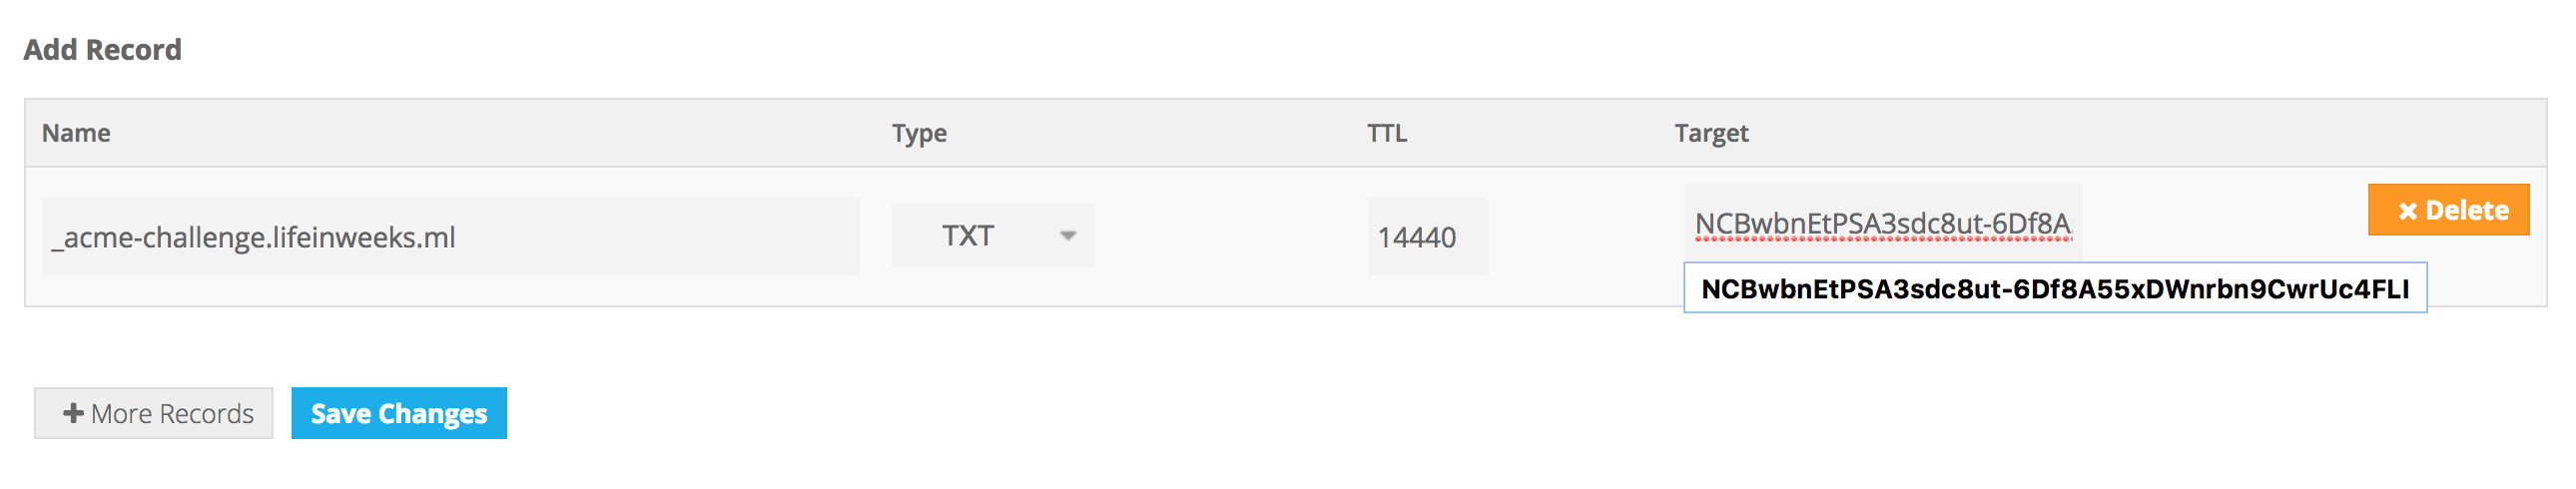 Add Record
Name Type TTL Target
_acme-challenge.lifeinweeks.ml TXT 14440 NCBwbnEtPSA3sdc8ut-6Df8A Delete
NCBwbnEtPSA3sdc8ut-6Df8A55xDWnrbn9CwrUc4FLI
More Records Save Changes